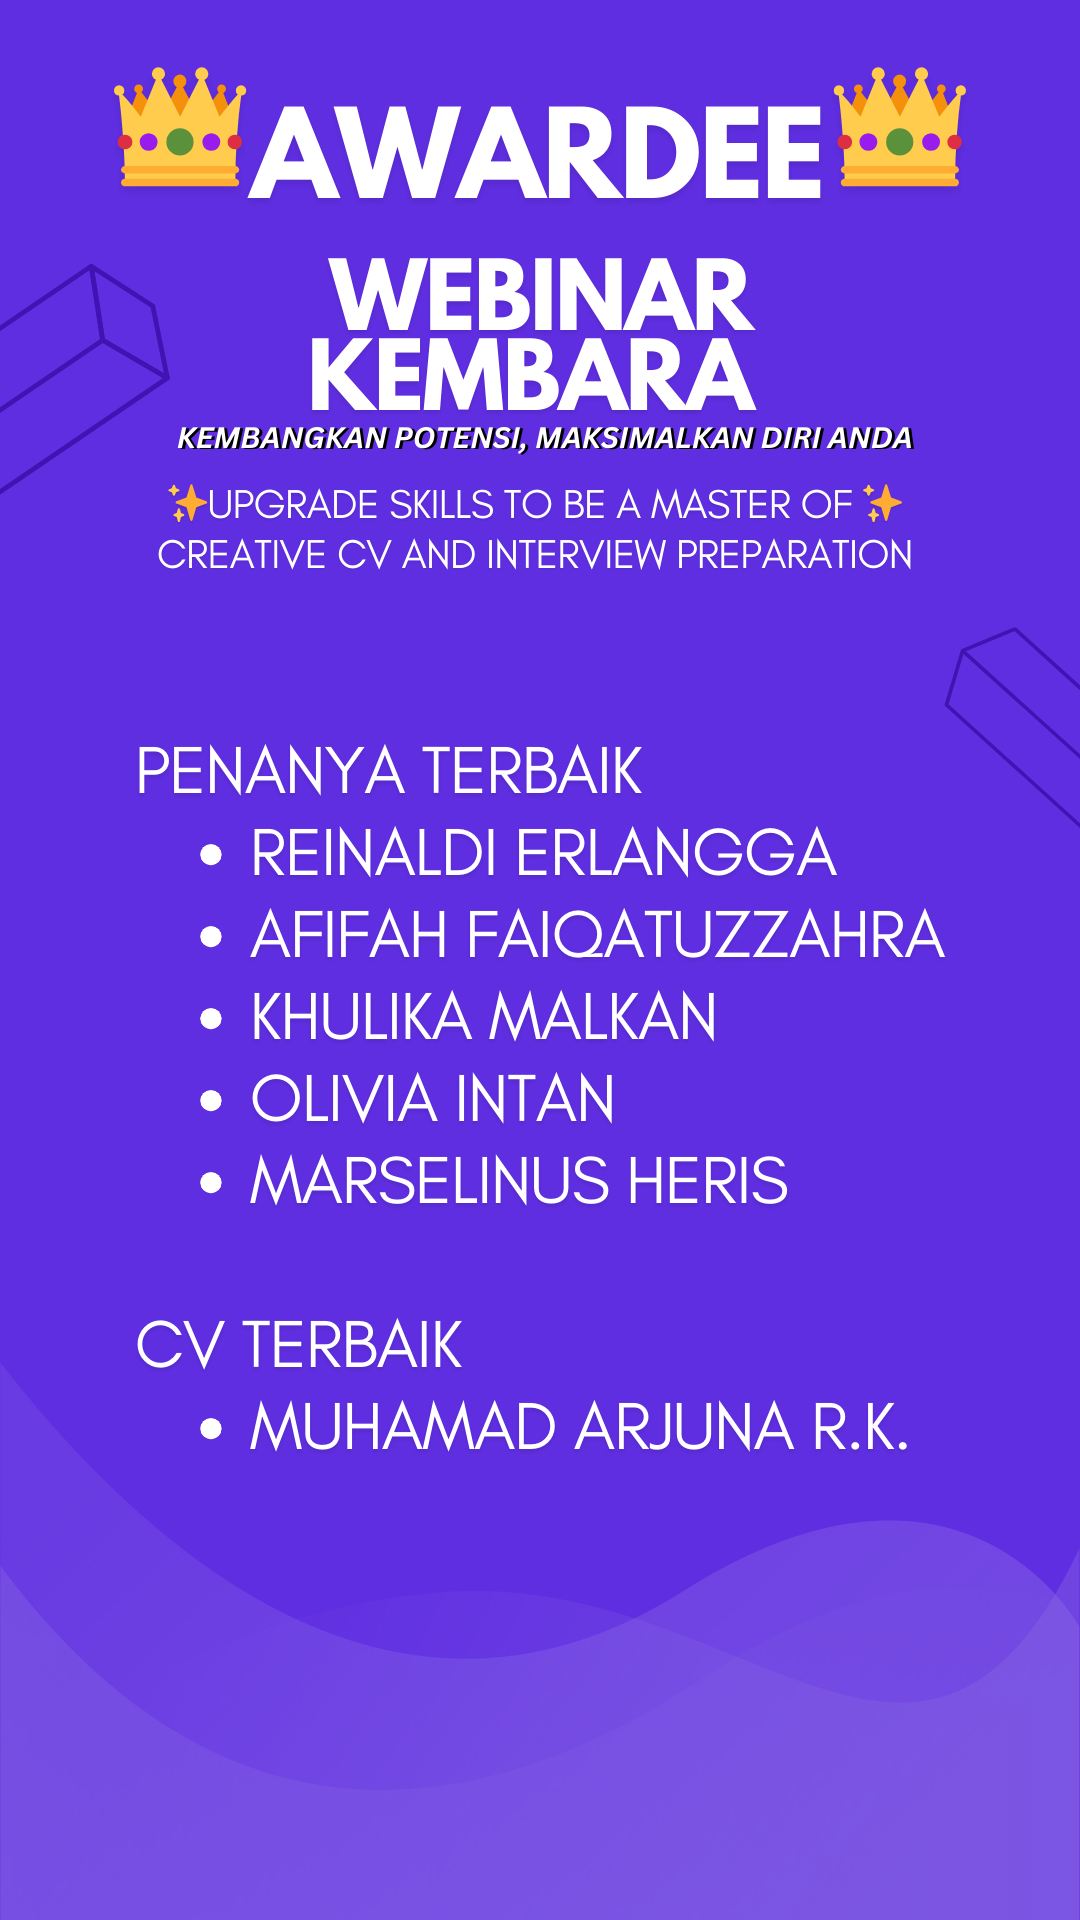 AWARDEE
WEBINAR
KEMBARA
KEMBANGKAN POTENSI, MAKSIMALKAN DIRI ANDA
✨UPGRADE SKILLS TO BE A MASTER OF ✨
CREATIVE CV AND INTERVIEW PREPARATION
PENANYA TERBAIK
• REINALDI ERLANGGA
• AFIFAH FAIQATUZZAHRA
• KHULIKA MALKAN
• OLIVIA INTAN
• MARSELINUS HERIS
CV TERBAIK
• MUHAMAD ARJUNA R.K.